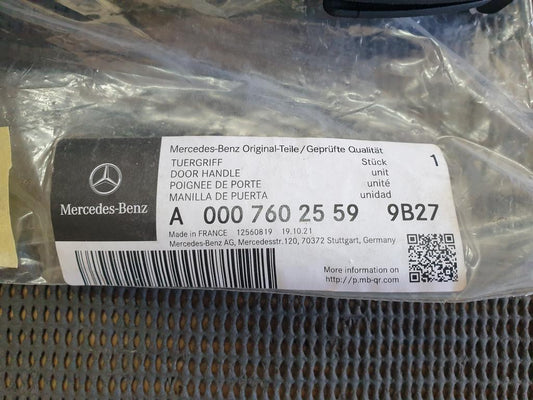 Mercedes-Benz Original-Teile/Geprüfte Qualität
TUERGRIFF Stück 1
DOOR HANDLE unit
POIGNEE DE PORTE unité
MANILLA DE PUERTA unidad
Mercedes-Benz
A 000 760 25 59 9B27
Made in FRANCE 12560819 19.10.21
Mercedes-Benz AG, Mercedesstr.120, 70372 Stuttgart, Germany
More information on
http://p.mb-qr.com